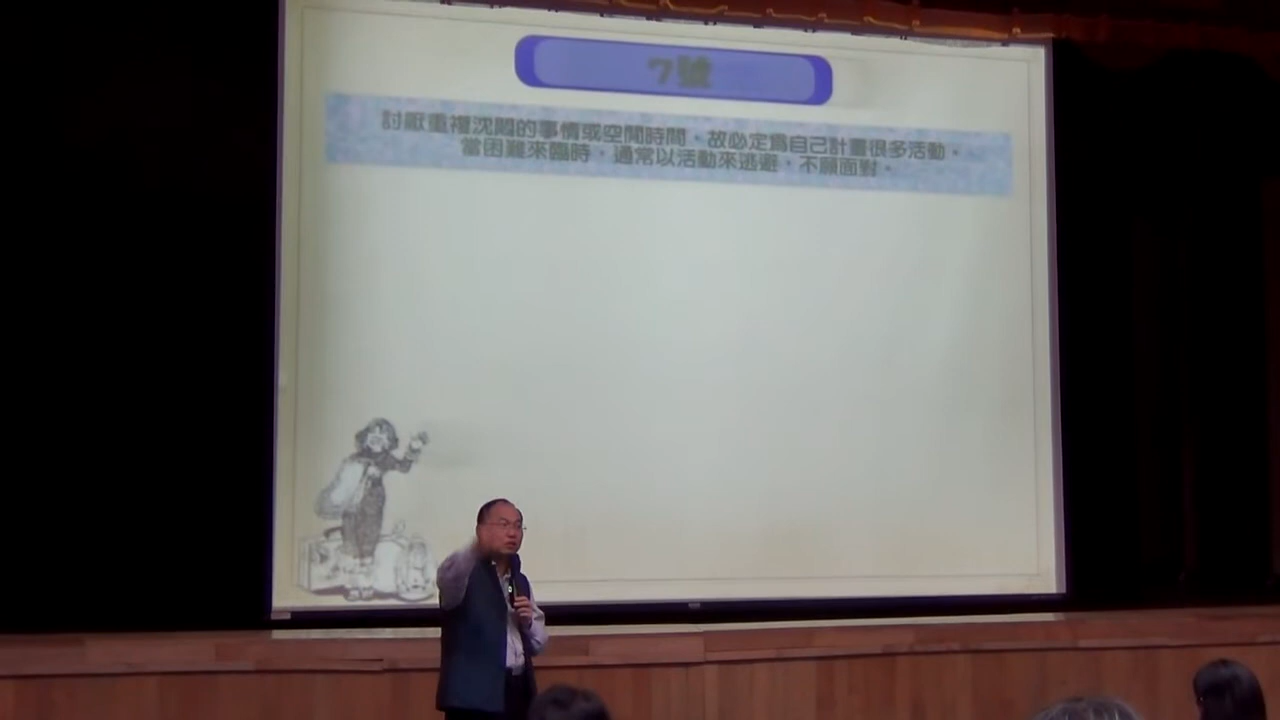 7號
討厭重複沈悶的事情或空閒時間，故必定為自己計畫很多活動。
當困難來臨時，通常以活動來逃避，不願面對。